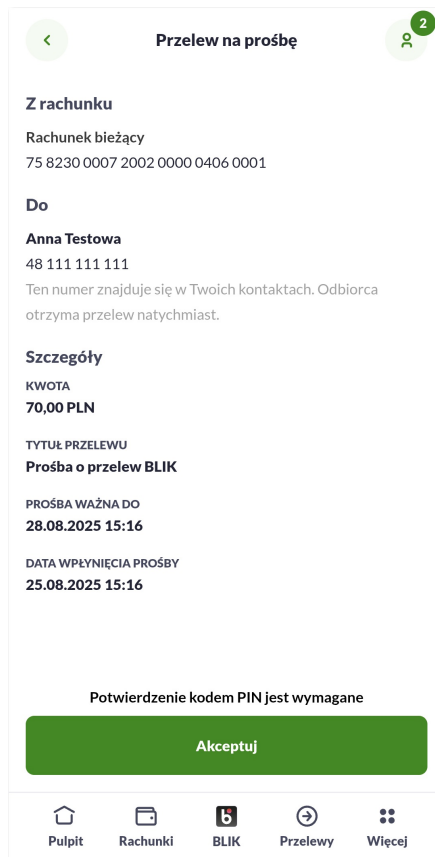 2
Przelew na prośbę
Z rachunku
Rachunek bieżący
75 8230 0007 2002 0000 0406 0001
Do
Anna Testowa
48 111 111 111
Ten numer znajduje się w Twoich kontaktach. Odbiorca
otrzyma przelew natychmiast.
Szczegóły
KWOTA
70,00 PLN
TYTUŁ PRZELEWU
Prośba o przelew BLIK
PROŚBA WAŻNA DO
28.08.2025 15:16
DATA WPŁYNIĘCIA PROŚBY
25.08.2025 15:16
Potwierdzenie kodem PIN jest wymagane
Akceptuj
Pulpit Rachunki BLIK Przelewy Więcej